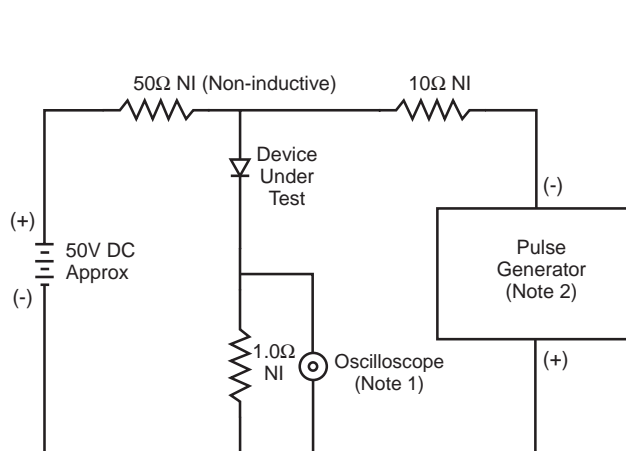 50Ω NI (Non-inductive)
10Ω NI
Device
Under
Test
(-)
(+)
50V DC
Approx
(-)
Pulse
Generator
(Note 2)
1.0Ω
NI
Oscilloscope
(Note 1)
(+)